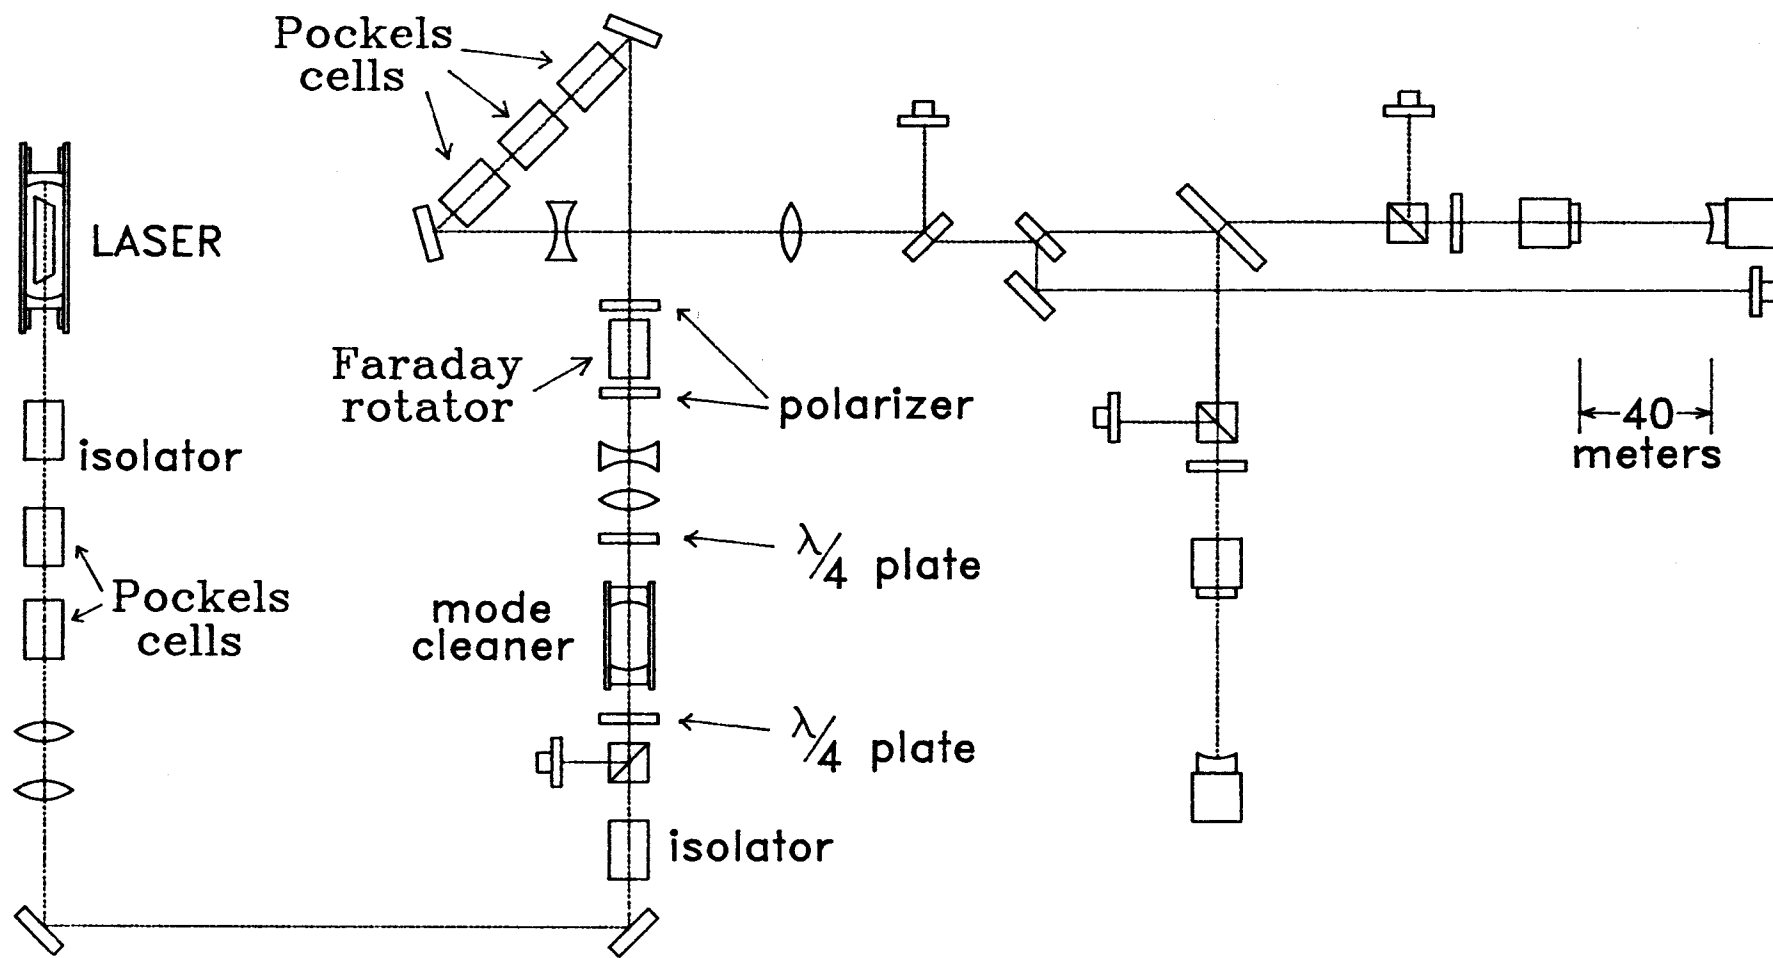 Pockels
cells
LASER
Faraday
rotator
polarizer
40
meters
isolator
λ/4 plate
Pockels
cells
mode
cleaner
λ/4 plate
isolator